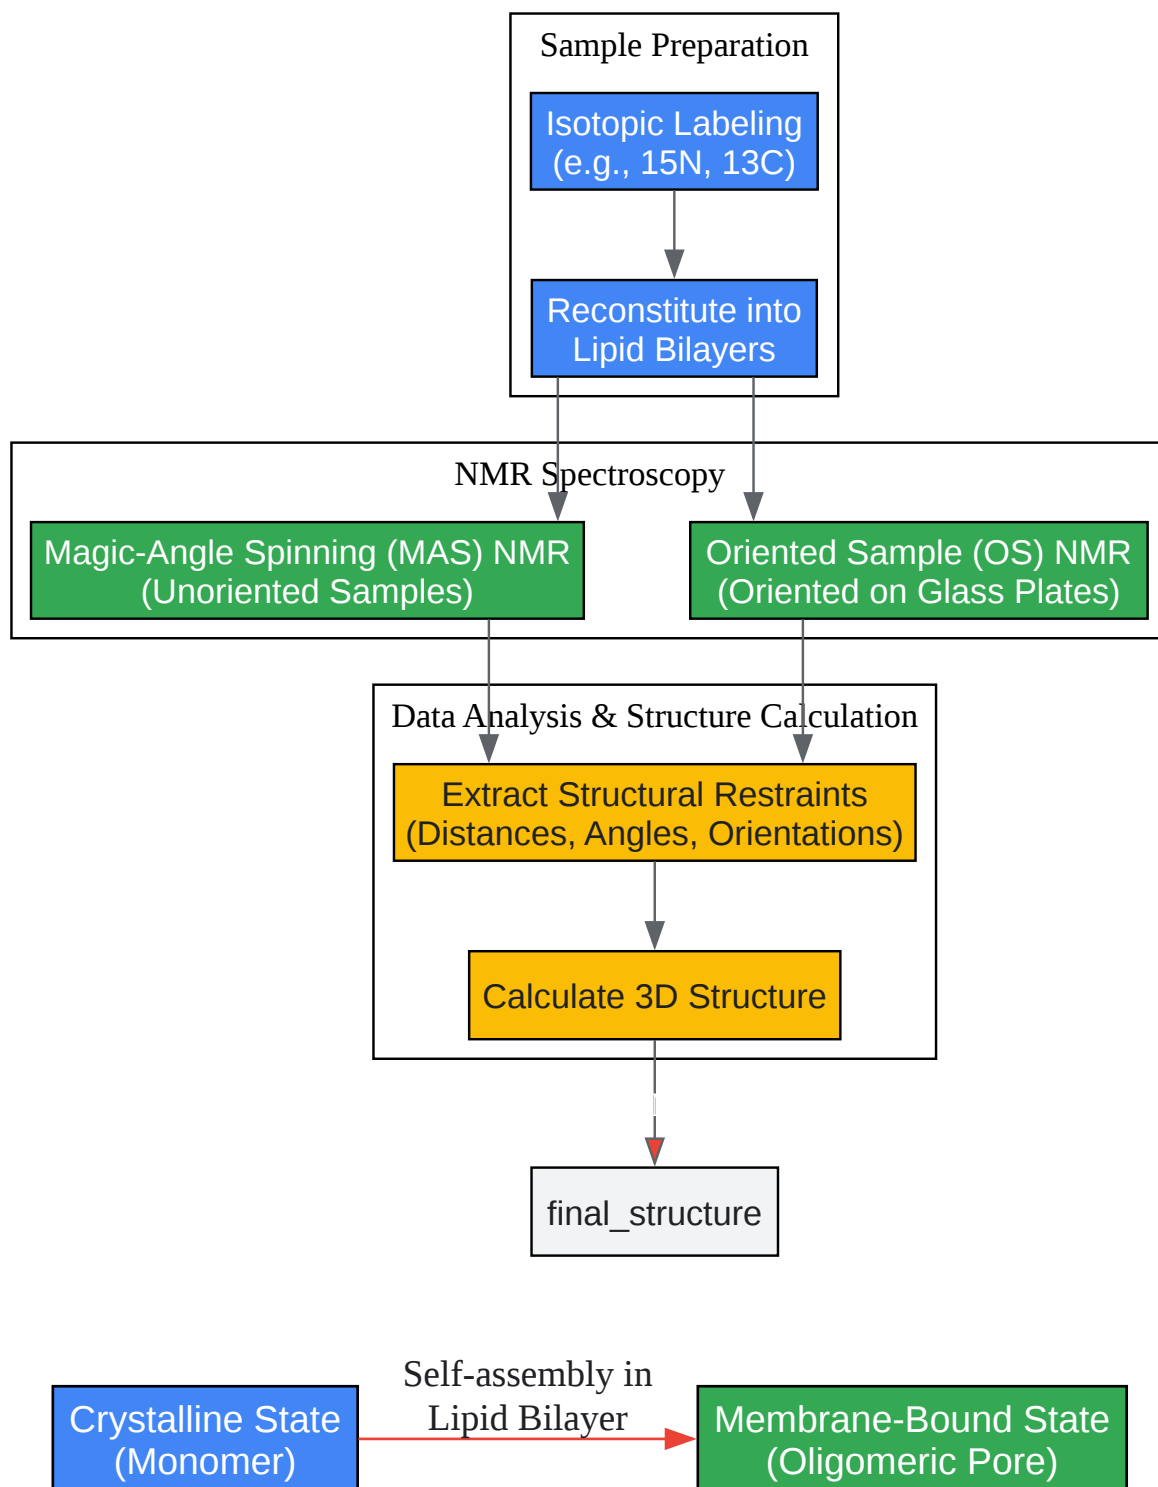 Sample Preparation
Isotopic Labeling
(e.g., 15N, 13C)
Reconstitute into
Lipid Bilayers
NMR Spectroscopy
Magic-Angle Spinning (MAS) NMR
(Unoriented Samples)
Oriented Sample (OS) NMR
(Oriented on Glass Plates)
Data Analysis & Structure Calculation
Extract Structural Restraints
(Distances, Angles, Orientations)
Calculate 3D Structure
final_structure
Self-assembly in
Lipid Bilayer
Crystalline State
(Monomer)
Membrane-Bound State
(Oligomeric Pore)